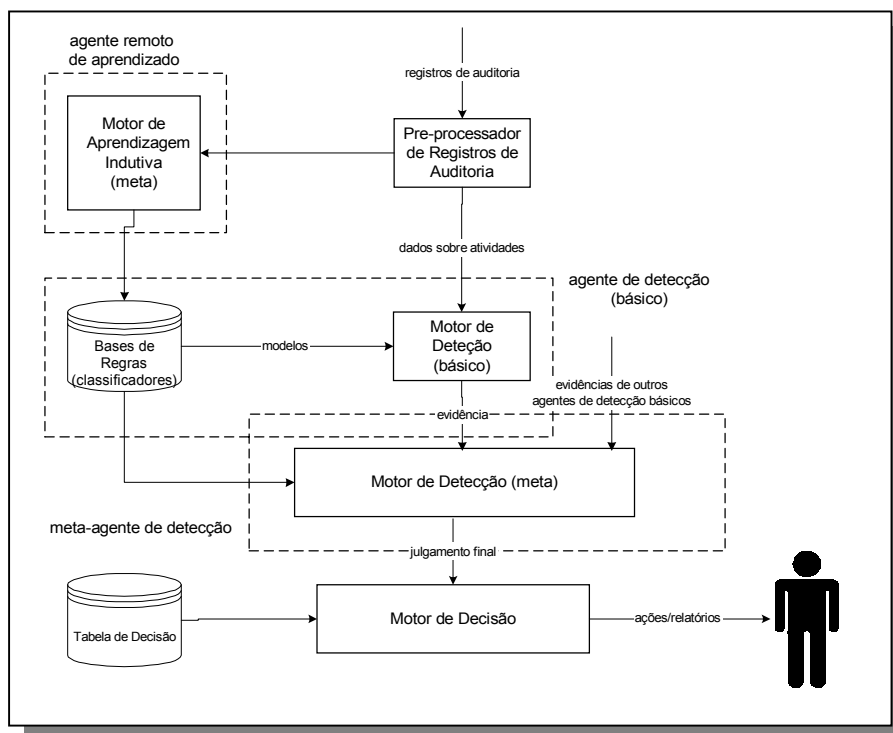 agente remoto
de aprendizado
registros de auditoria
Motor de
Aprendizagem
Indutiva
(meta)
Pre-processador
de Registros de
Auditoria
dados sobre atividades
agente de detecção
(básico)
Bases de
Regras
(classificadores)
modelos
Motor de
Deteção
(básico)
evidências de outros
agentes de detecção básicos
evidência
Motor de Detecção (meta)
meta-agente de detecção
julgamento final
Tabela de Decisão
Motor de Decisão
ações/relatórios